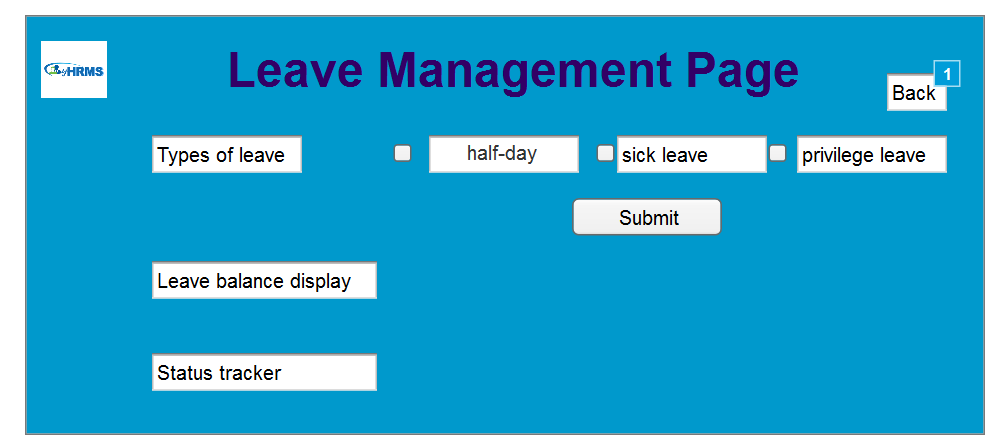 HRMS
Leave Management Page
1
Back
Types of leave
half-day
sick leave
privilege leave
Submit
Leave balance display
Status tracker